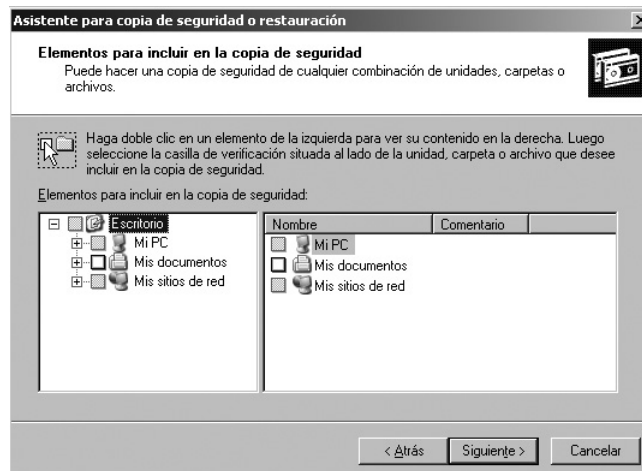 Asistente para copia de seguridad o restauración
Elementos para incluir en la copia de seguridad
Puede hacer una copia de seguridad de cualquier combinación de unidades, carpetas o
archivos.
Haga doble clic en un elemento de la izquierda para ver su contenido en la derecha. Luego
seleccione la casilla de verificación situada al lado de la unidad, carpeta o archivo que desee
incluir en la copia de seguridad.
Elementos para incluir en la copia de seguridad:
Escritorio
Mi PC
Mis documentos
Mis sitios de red
Nombre Comentario
Mi PC
Mis documentos
Mis sitios de red
< Atrás Siguiente > Cancelar